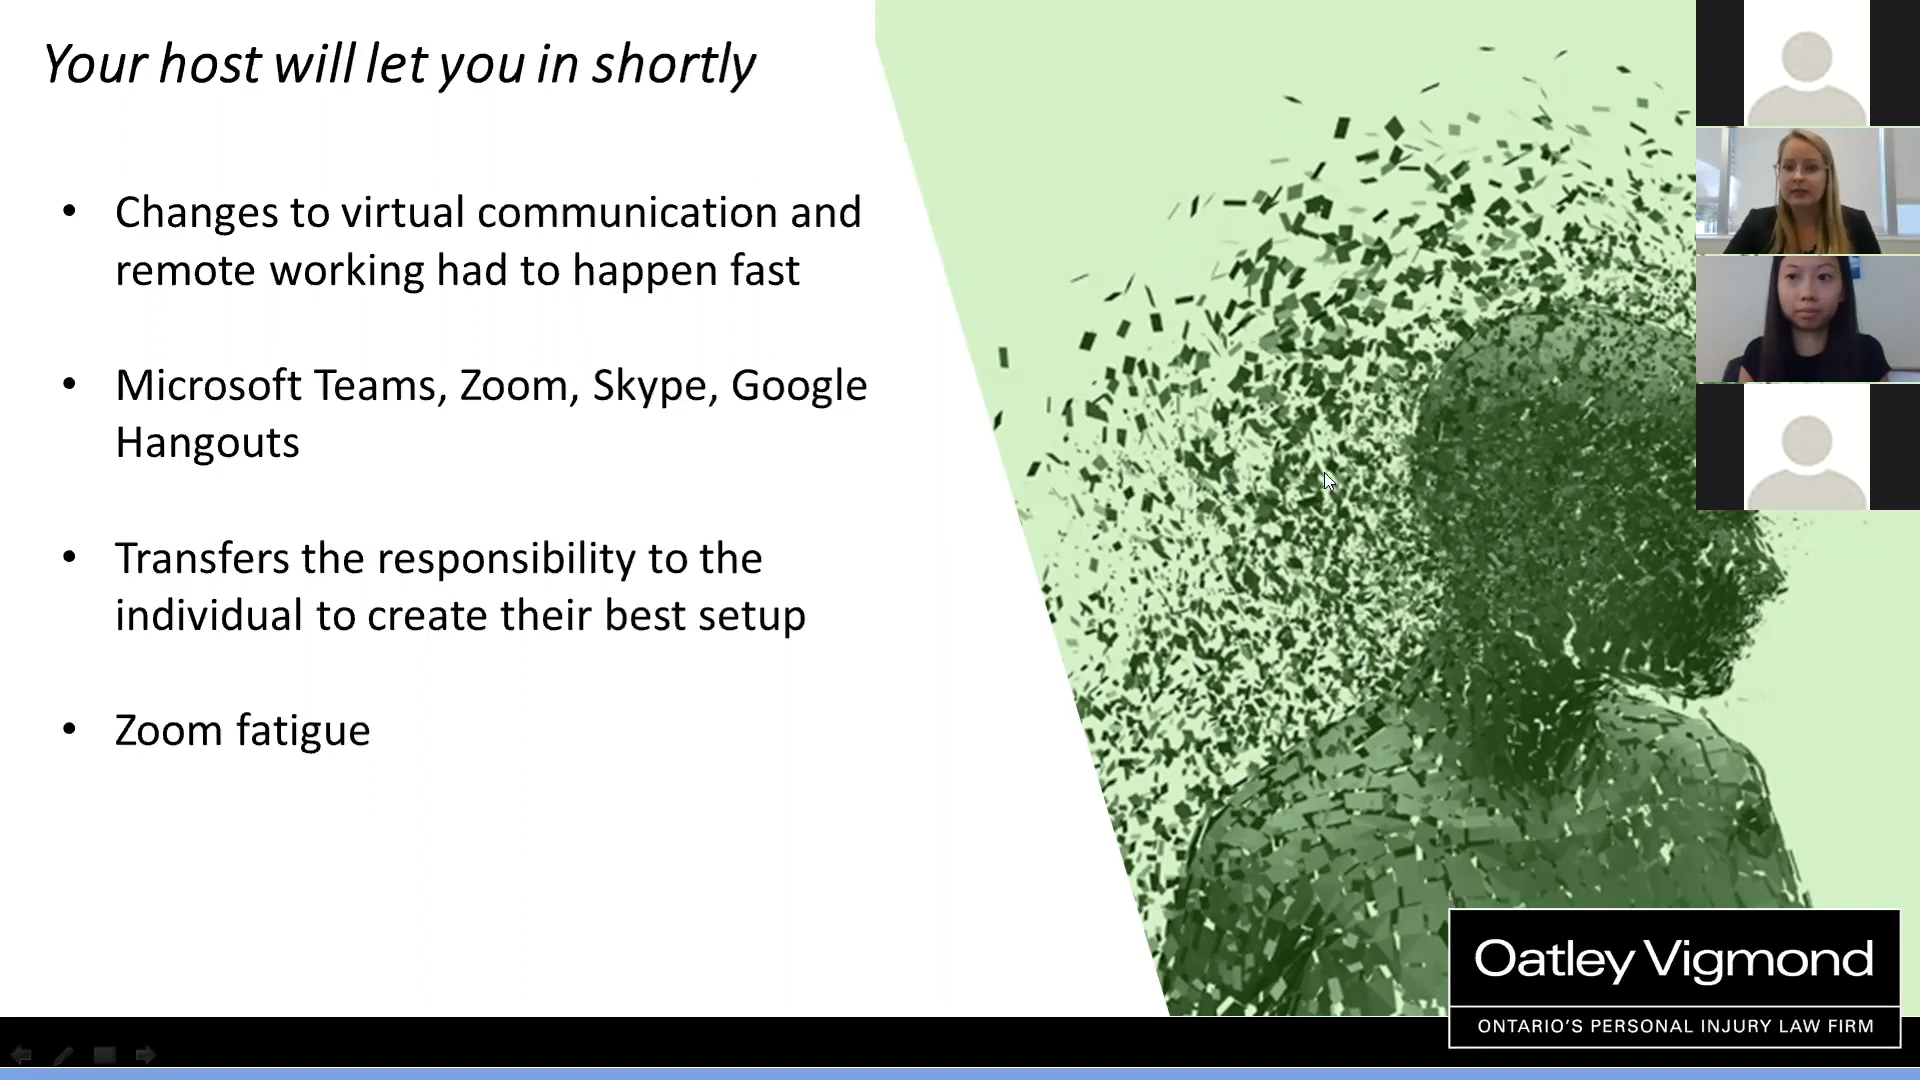 Your host will let you in shortly
• Changes to virtual communication and
remote working had to happen fast
• Microsoft Teams, Zoom, Skype, Google
Hangouts
• Transfers the responsibility to the
individual to create their best setup
• Zoom fatigue
Oatley Vigmond
ONTARIO'S PERSONAL INJURY LAW FIRM